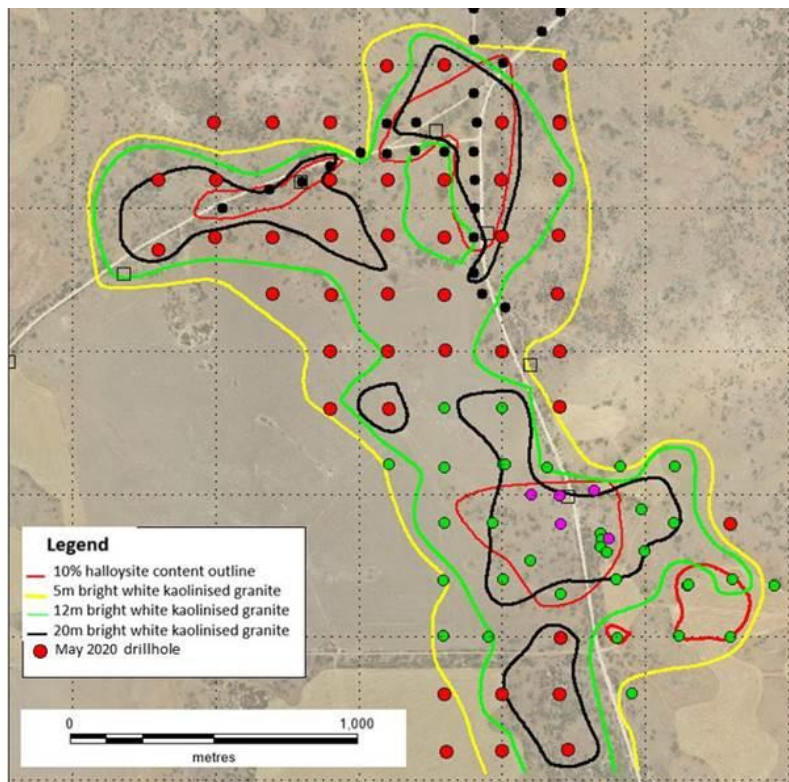 Legend
10% halloysite content outline
5m bright white kaolinised granite
12m bright white kaolinised granite
20m bright white kaolinised granite
May 2020 drillhole
0 1,000
metres